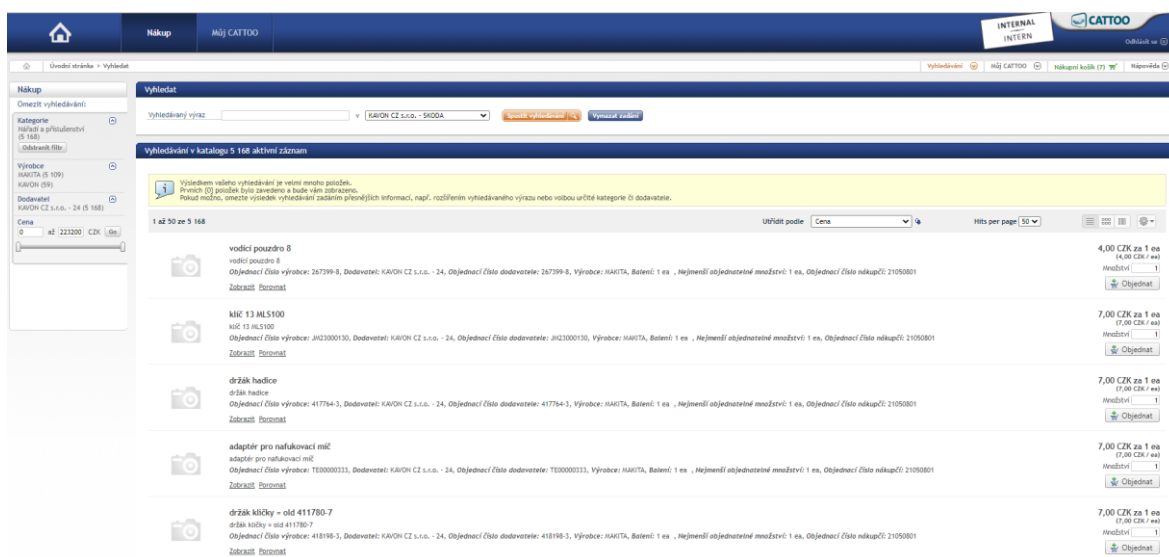 Nákup
Můj CATTOO
INTERNAL
INTERN
CATTOO
Odhlásit se
Úvodní stránka > Vyhledat
Vyhledávání
Můj CATTOO
Nákupní košík (7)
Nápověda
Nákup
Omezit vyhledávání:
Kategorie
Nářadí a příslušenství
(5 168)
Odstranit filtr
Výrobce
MAKITA (5 109)
KAVON (59)
Dodavatel
KAVON CZ s.r.o. - 24 (5 168)
Cena
0 až 223200 CZK Go
Vyhledat
Vyhledávaný výraz v KAVON CZ s.r.o. - SKODA Spustit vyhledávání Vymazat zadání
Vyhledávání v katalogu 5 168 aktivní záznam
Výsledkem vašeho vyhledávání je velmi mnoho položek.
Prvních {0} položek bylo zavedeno a bude vám zobrazeno.
Pokud možno, omezte výsledek vyhledávání zadáním přesnějších informací, např. rozšířením vyhledávaného výrazu nebo volbou určité kategorie či dodavatele.
1 až 50 ze 5 168 Utřídit podle Cena Hits per page 50
vodící pouzdro 8
vodící pouzdro 8
Objednací číslo výrobce: 267399-8, Dodavatel: KAVON CZ s.r.o. - 24, Objednací číslo dodavatele: 267399-8, Výrobce: MAKITA, Balení: 1 ea , Nejmenší objednatelné množství: 1 ea, Objednací číslo nákupčí: 21050801
Zobrazit Porovnat
4,00 CZK za 1 ea
(4,00 CZK / ea)
Množství 1
Objednat
klíč 13 MLS100
klíč 13 MLS100
Objednací číslo výrobce: JM23000130, Dodavatel: KAVON CZ s.r.o. - 24, Objednací číslo dodavatele: JM23000130, Výrobce: MAKITA, Balení: 1 ea , Nejmenší objednatelné množství: 1 ea, Objednací číslo nákupčí: 21050801
Zobrazit Porovnat
7,00 CZK za 1 ea
(7,00 CZK / ea)
Množství 1
Objednat
držák hadice
držák hadice
Objednací číslo výrobce: 417764-3, Dodavatel: KAVON CZ s.r.o. - 24, Objednací číslo dodavatele: 417764-3, Výrobce: MAKITA, Balení: 1 ea , Nejmenší objednatelné množství: 1 ea, Objednací číslo nákupčí: 21050801
Zobrazit Porovnat
7,00 CZK za 1 ea
(7,00 CZK / ea)
Množství 1
Objednat
adaptér pro nafukovací míč
adaptér pro nafukovací míč
Objednací číslo výrobce: TE00000333, Dodavatel: KAVON CZ s.r.o. - 24, Objednací číslo dodavatele: TE00000333, Výrobce: MAKITA, Balení: 1 ea , Nejmenší objednatelné množství: 1 ea, Objednací číslo nákupčí: 21050801
Zobrazit Porovnat
7,00 CZK za 1 ea
(7,00 CZK / ea)
Množství 1
Objednat
držák kličky = old 411780-7
držák kličky = old 411780-7
Objednací číslo výrobce: 418198-3, Dodavatel: KAVON CZ s.r.o. - 24, Objednací číslo dodavatele: 418198-3, Výrobce: MAKITA, Balení: 1 ea , Nejmenší objednatelné množství: 1 ea, Objednací číslo nákupčí: 21050801
Zobrazit Porovnat
7,00 CZK za 1 ea
(7,00 CZK / ea)
Množství 1
Objednat